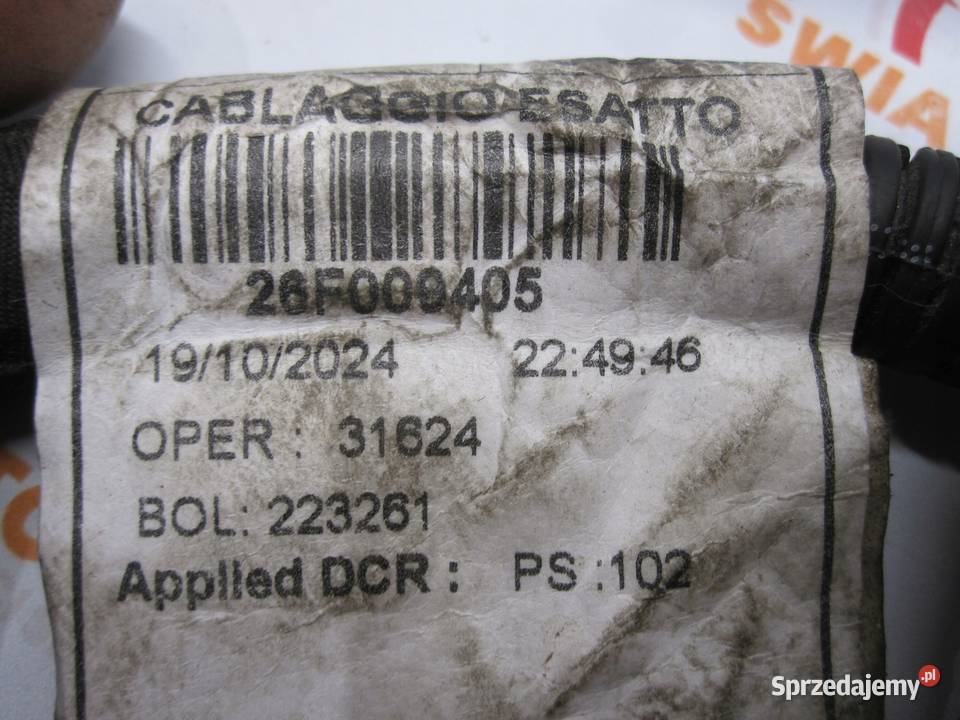 SWIA
CABLAGGIO ESATTO
26F009405
19/10/2024 22:49:46
OPER : 31624
BOL: 223261
Applied DCR : PS :102
Sprzedajemy.pl